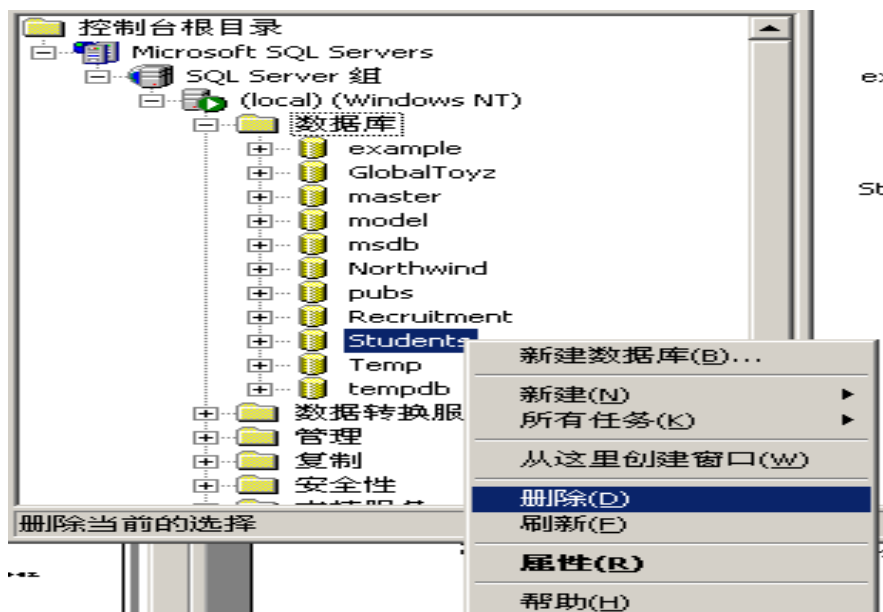 控制台根目录
Microsoft SQL Servers
SQL Server 组
(local) (Windows NT)
数据库
example
GlobalToyz
master
model
msdb
Northwind
pubs
Recruitment
Students
Temp
tempdb
数据转换服
管理
复制
安全性
删除当前的选择
新建数据库(B)...
新建(N)
所有任务(K)
从这里创建窗口(W)
删除(D)
刷新(F)
属性(R)
帮助(H)
ex
St